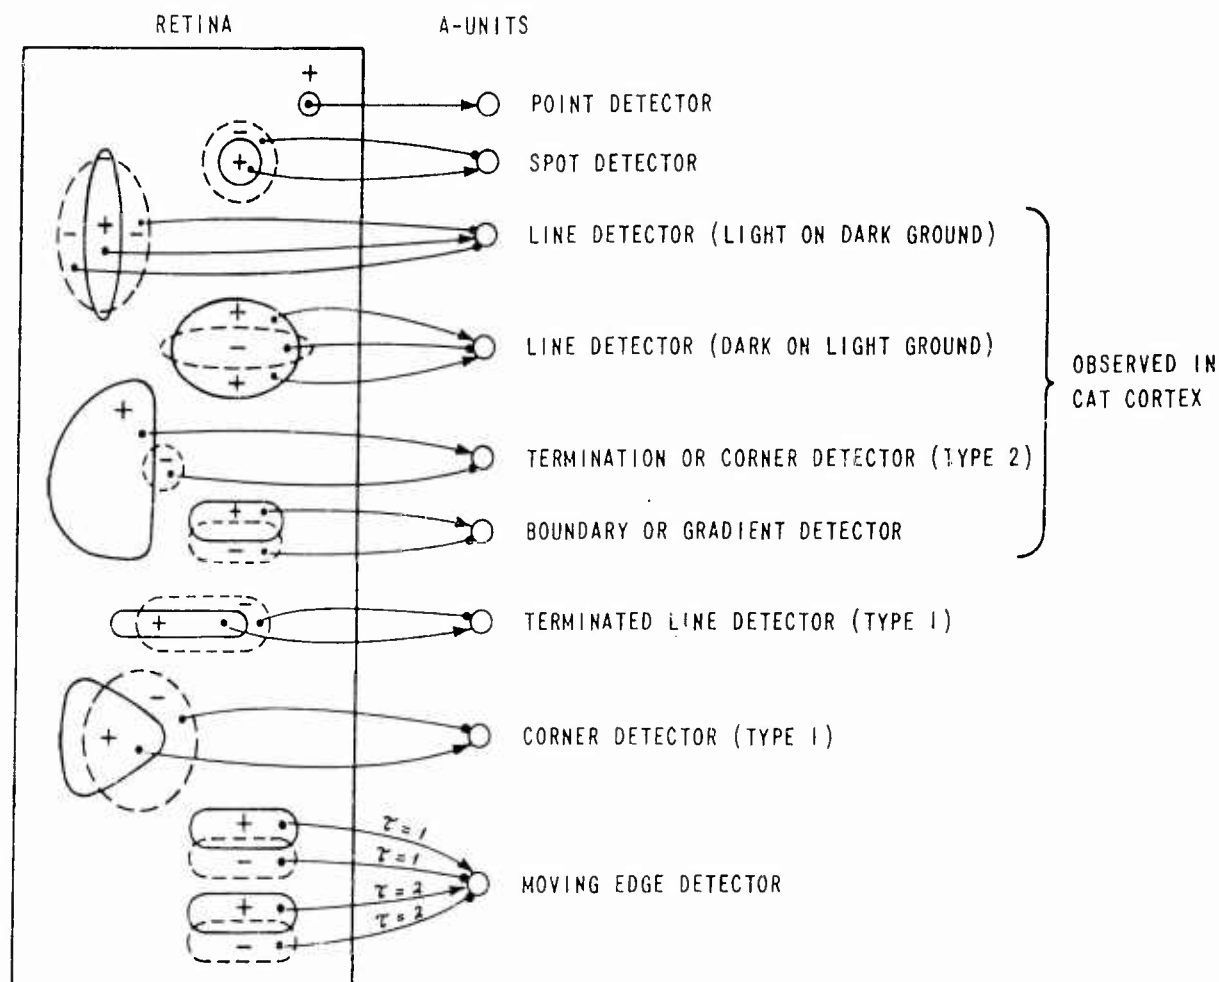 RETINA A-UNITS
+
POINT DETECTOR
−
+
SPOT DETECTOR
+
− −
LINE DETECTOR (LIGHT ON DARK GROUND)
+
−
+
LINE DETECTOR (DARK ON LIGHT GROUND)
OBSERVED IN
CAT CORTEX
+
−
TERMINATION OR CORNER DETECTOR (TYPE 2)
+
−
BOUNDARY OR GRADIENT DETECTOR
−
+
TERMINATED LINE DETECTOR (TYPE I)
−
+
CORNER DETECTOR (TYPE I)
+
τ=1
−
τ=1
+
τ=2
−
τ=2
MOVING EDGE DETECTOR